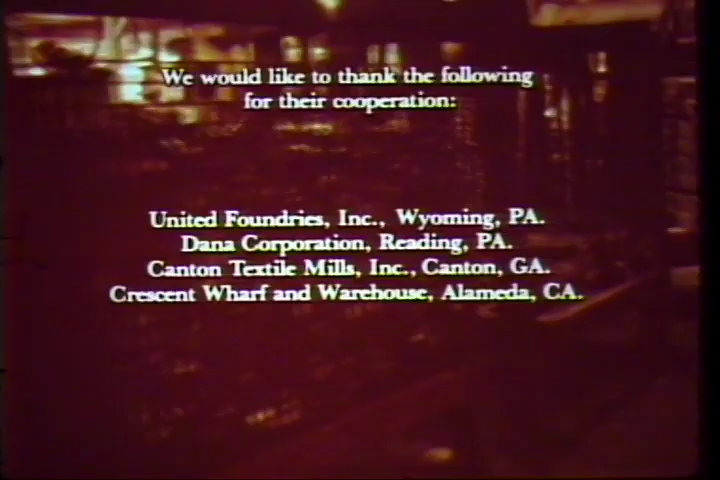 We would like to thank the following
for their cooperation:
United Foundries, Inc., Wyoming, PA.
Dana Corporation, Reading, PA.
Canton Textile Mills, Inc., Canton, GA.
Crescent Wharf and Warehouse, Alameda, CA.